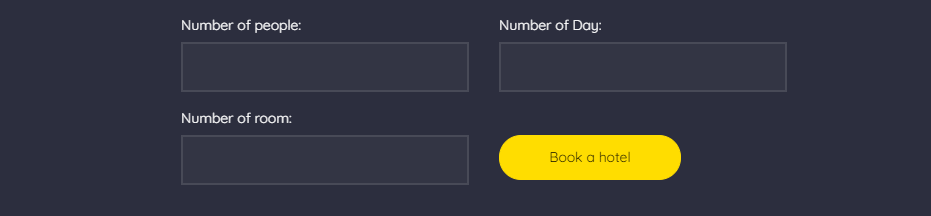 Number of people:
Number of Day:
Number of room:
Book a hotel